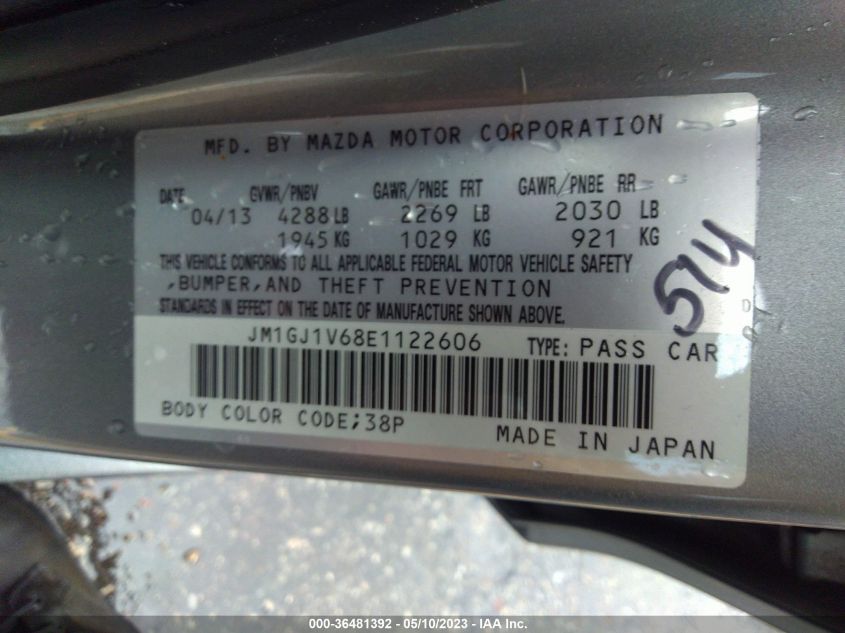 MFD. BY MAZDA MOTOR CORPORATION
DATE GVWR/PNBV GAWR/PNBE FRT GAWR/PNBE RR
04/13 4288 LB 2269 LB 2030 LB
1945 KG 1029 KG 921 KG
THIS VEHICLE CONFORMS TO ALL APPLICABLE FEDERAL MOTOR VEHICLE SAFETY
,BUMPER,AND THEFT PREVENTION
STANDARDS IN EFFECT ON THE DATE OF MANUFACTURE SHOWN ABOVE.
514
JM1GJ1V68E1122606 TYPE: PASS CAR
BODY COLOR CODE;38P
MADE IN JAPAN
000-36481392 - 05/10/2023 - IAA Inc.